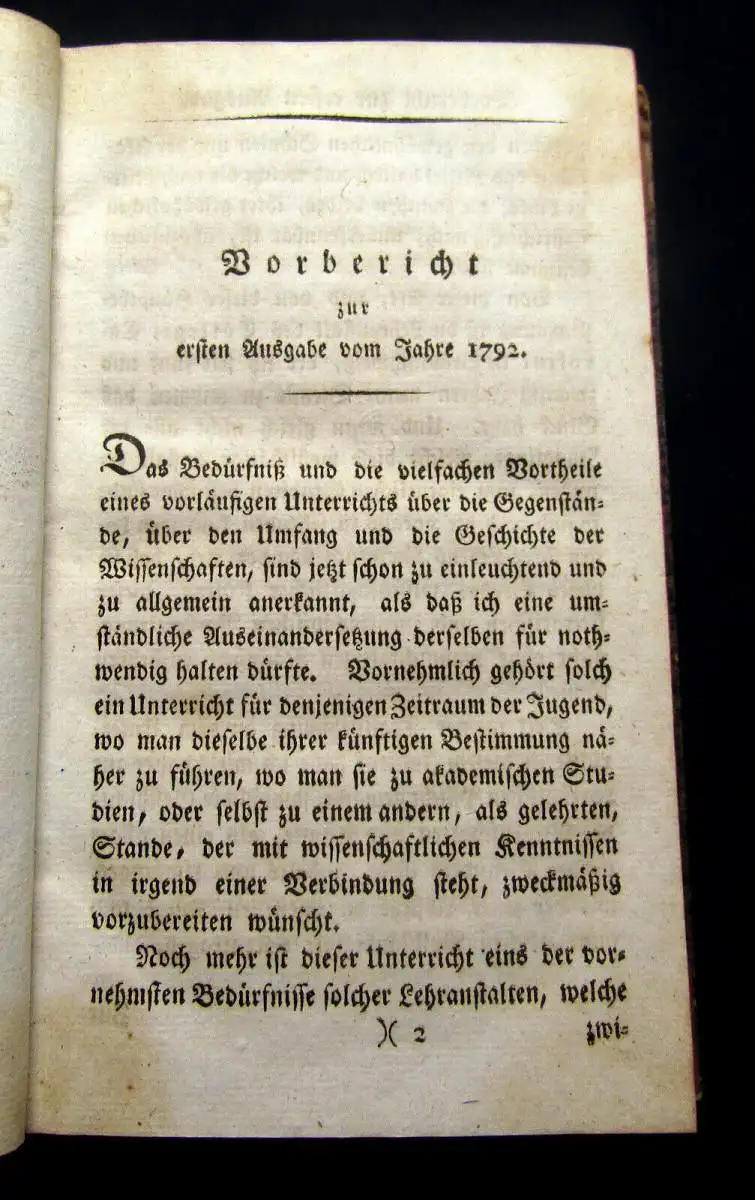 Vorbericht
zur
ersten Ausgabe vom Jahre 1792.
Das Bedürfniß und die vielfachen Vortheile
eines vorläufigen Unterrichts über die Gegenstän-
de, über den Umfang und die Geschichte der
Wissenschaften, sind jetzt schon zu einleuchtend und
zu allgemein anerkannt, als daß ich eine um-
ständliche Auseinandersetzung derselben für noth-
wendig halten dürfte. Vornehmlich gehört solch
ein Unterricht für denjenigen Zeitraum der Jugend,
wo man dieselbe ihrer künftigen Bestimmung nä-
her zu führen, wo man sie zu akademischen Stu-
dien, oder selbst zu einem andern, als gelehrten,
Stande, der mit wissenschaftlichen Kenntnissen
in irgend einer Verbindung steht, zweckmäßig
vorzubereiten wünscht.
Noch mehr ist dieser Unterricht eins der vor-
nehmsten Bedürfnisse solcher Lehranstalten, welche
)( 2 zwi-